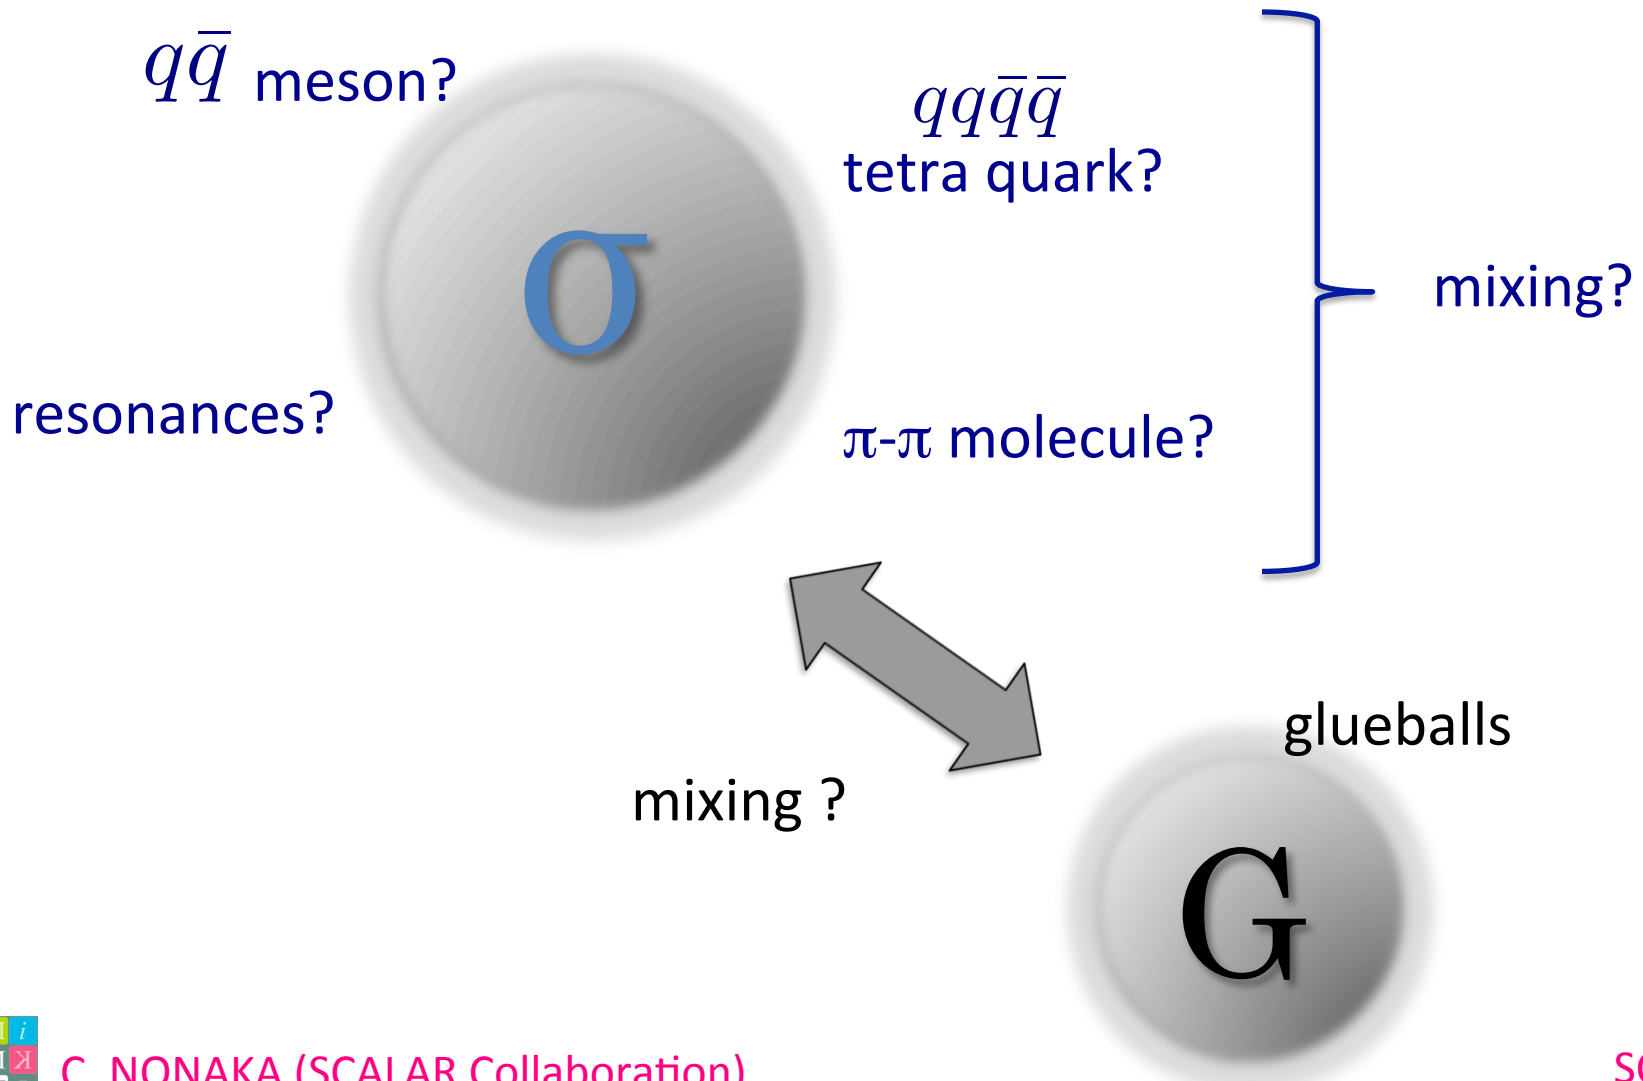 qq̄ meson?
qqq̄q̄
tetra quark?
σ
mixing?
resonances?
π-π molecule?
glueballs
mixing ?
G
C. NONAKA (SCALAR Collaboration)